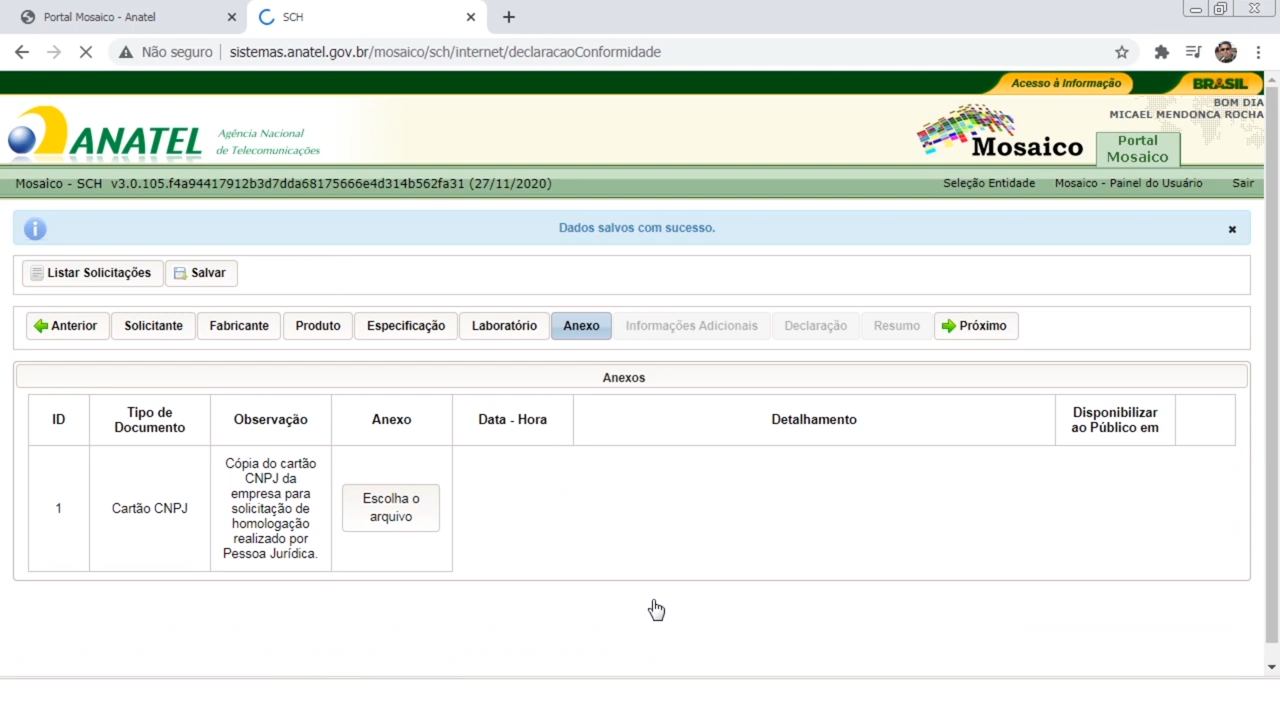 Portal Mosaico - Anatel
SCH
Não seguro
sistemas.anatel.gov.br/mosaico/sch/internet/declaracaoConformidade
Acesso à Informação
BRASIL
ANATEL
Agência Nacional
de Telecomunicações
Mosaico
BOM DIA
MICAEL MENDONCA ROCHA
Portal
Mosaico
Mosaico - SCH v3.0.105.f4a94417912b3d7dda68175666e4d314b562fa31 (27/11/2020)
Seleção Entidade
Mosaico - Painel do Usuário
Sair
Dados salvos com sucesso.
Listar Solicitações
Salvar
Anterior
Solicitante
Fabricante
Produto
Especificação
Laboratório
Anexo
Informações Adicionais
Declaração
Resumo
Próximo
Anexos
ID
Tipo de
Documento
Observação
Anexo
Data - Hora
Detalhamento
Disponibilizar
ao Público em
1
Cartão CNPJ
Cópia do cartão
CNPJ da
empresa para
solicitação de
homologação
realizado por
Pessoa Jurídica.
Escolha o
arquivo